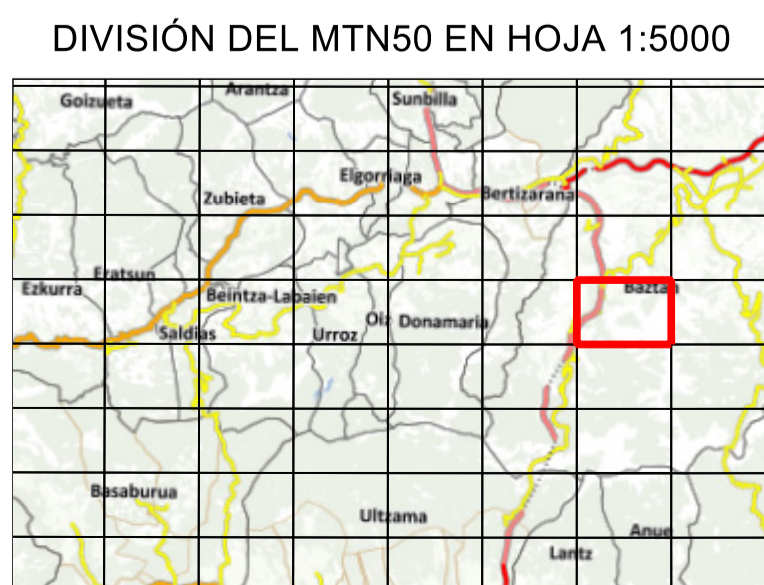 DIVISIÓN DEL MTN50 EN HOJA 1:5000
Goizueta
Arantza
Sunbilla
Elgorriaga
Zubieta
Bertizarana
Eratsun
Ezkurra
Beintza-Labaien
Baztan
Saldias
Urroz
Oiz
Donamaria
Basaburua
Ultzama
Anue
Lantz